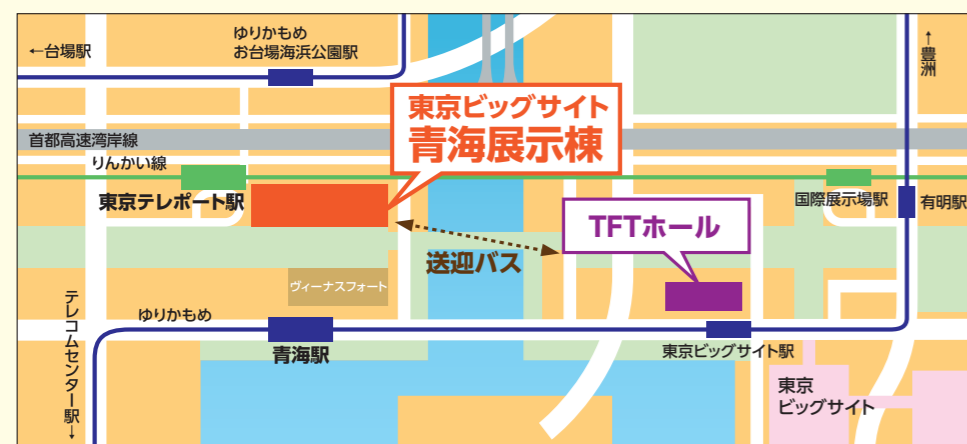 ←台場駅
ゆりかもめ
お台場海浜公園駅
↑豊洲
東京ビッグサイト
青海展示棟
首都高速湾岸線
りんかい線
東京テレポート駅
国際展示場駅
有明駅
TFTホール
送迎バス
ヴィーナスフォート
テレコムセンター駅↓
ゆりかもめ
青海駅
東京ビッグサイト駅
東京
ビッグサイト